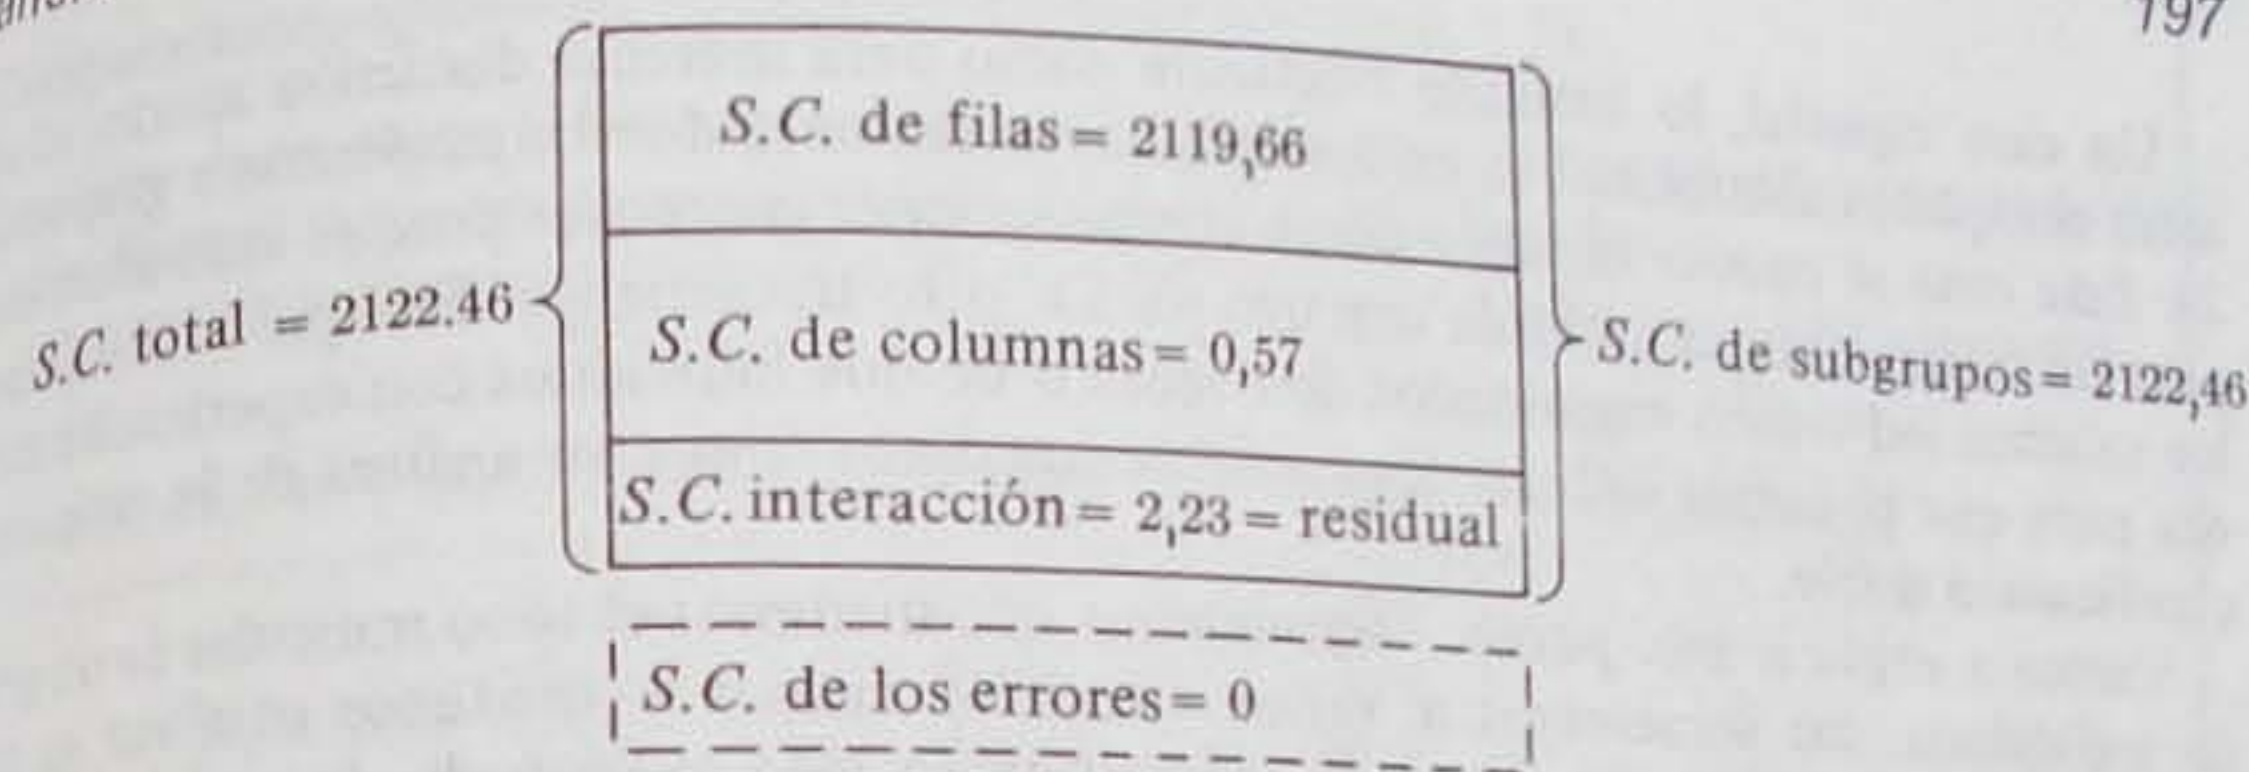 197
S.C. de filas = 2119,66
S.C. total = 2122.46
S.C. de columnas = 0,57
S.C. de subgrupos = 2122,46
S.C. interacción = 2,23 = residual
S.C. de los errores = 0